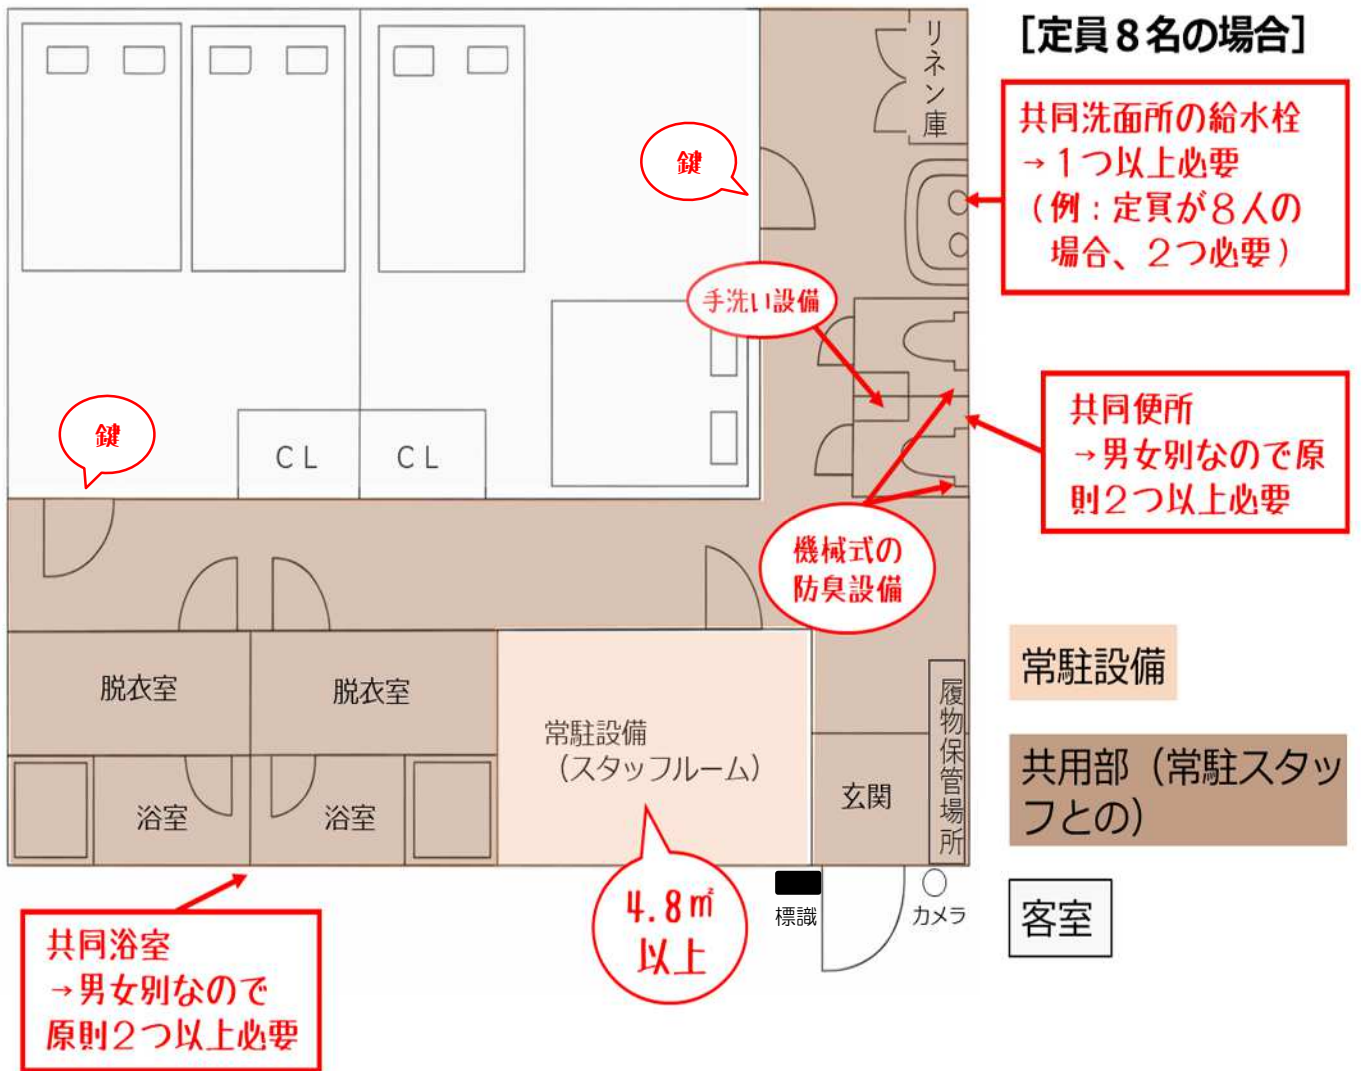 [定員８名の場合]
リネン庫
共同洗面所の給水栓
→１つ以上必要
（例：定員が８人の
場合、２つ必要）
鍵
手洗い設備
鍵
ＣＬ
ＣＬ
共同便所
→男女別なので原
則２つ以上必要
機械式の
防臭設備
脱衣室
脱衣室
常駐設備
（スタッフルーム）
履物保管場所
玄関
浴室
浴室
常駐設備
共用部（常駐スタッ
フとの）
客室
4.8㎡
以上
標識
カメラ
共同浴室
→男女別なので
原則２つ以上必要